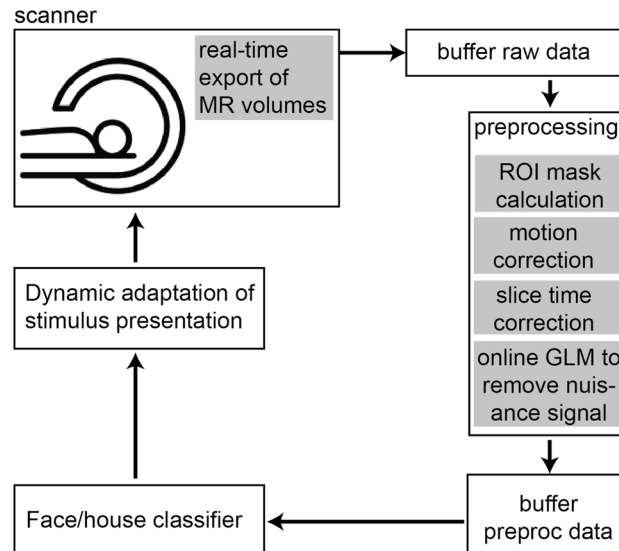 scanner
real-time
export of
MR volumes
buffer raw data
preprocessing
ROI mask
calculation
motion
correction
slice time
correction
online GLM to
remove nuis-
ance signal
buffer
preproc data
Face/house classifier
Dynamic adaptation of
stimulus presentation